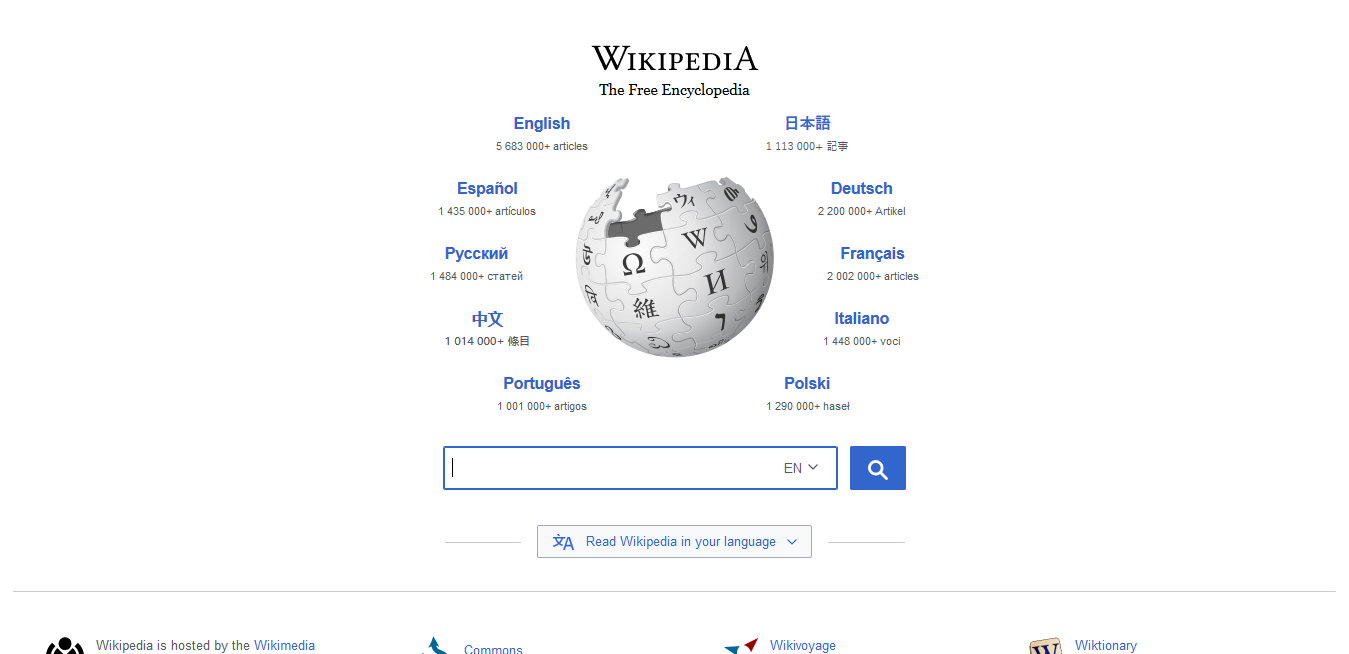 WIKIPEDIA
The Free Encyclopedia
English
5 683 000+ articles
日本語
1 113 000+ 記事
Español
1 435 000+ artículos
Deutsch
2 200 000+ Artikel
Русский
1 484 000+ статей
Français
2 002 000+ articles
中文
1 014 000+ 條目
Italiano
1 448 000+ voci
Português
1 001 000+ artigos
Polski
1 290 000+ haseł
ウィ
W
Ω
И
維
EN
Read Wikipedia in your language
Wikipedia is hosted by the Wikimedia
Commons
Wikivoyage
Wiktionary